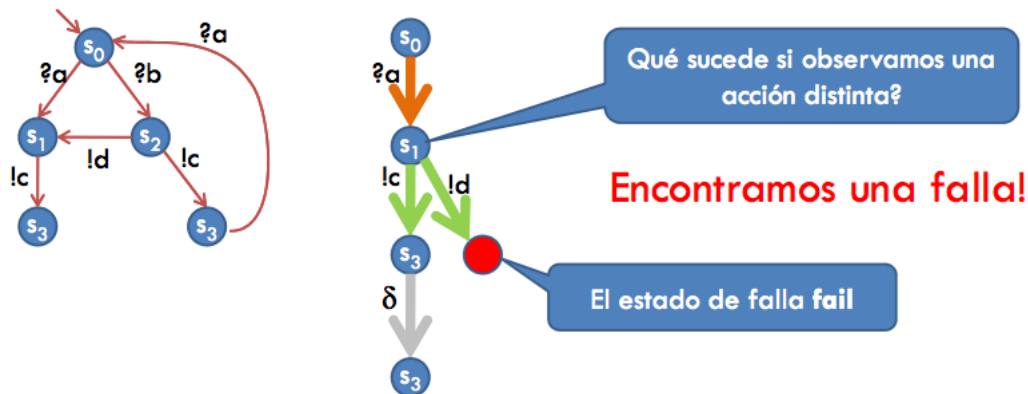 s0
?a
?a
?b
s1
s2
!d
!c
!c
s3
s3
s0
?a
s1
!c
!d
s3
δ
s3
Qué sucede si observamos una
acción distinta?
Encontramos una falla!
El estado de falla fail